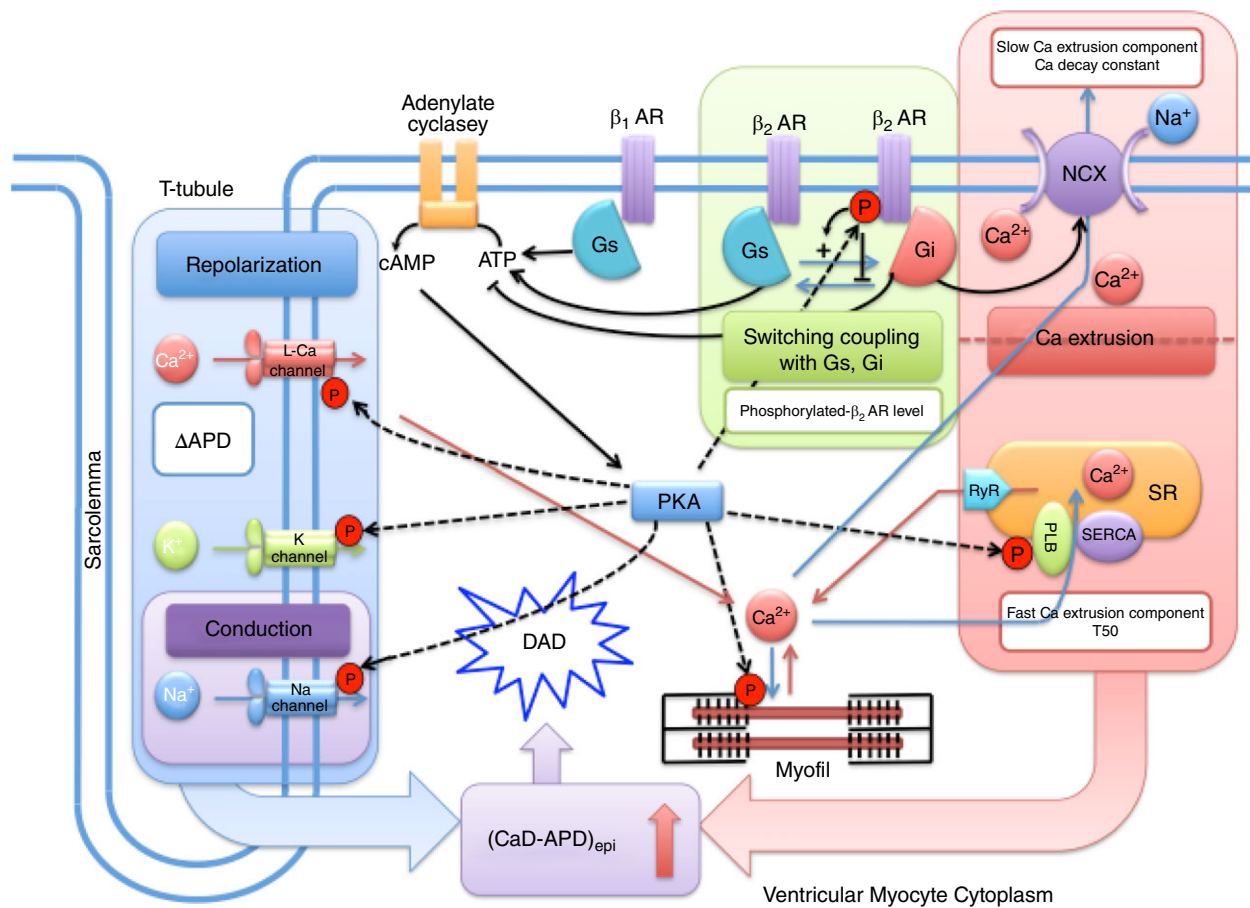 Slow Ca extrusion component
Ca decay constant
Adenylate
cyclasey
β₁ AR
β₂ AR
β₂ AR
Na⁺
NCX
T-tubule
P
Gs
Gs
+
Gi
Ca²⁺
Repolarization
cAMP
ATP
Ca²⁺
Switching coupling
with Gs, Gi
Ca extrusion
Ca²⁺
L-Ca
channel
P
Phosphorylated-β₂ AR level
ΔAPD
Sarcolemma
PKA
RyR
Ca²⁺
SR
K⁺
K
channel
P
P
PLB
SERCA
Conduction
DAD
Ca²⁺
Fast Ca extrusion component
T50
Na⁺
Na
channel
P
P
Myofil
(CaD-APD)epi
Ventricular Myocyte Cytoplasm